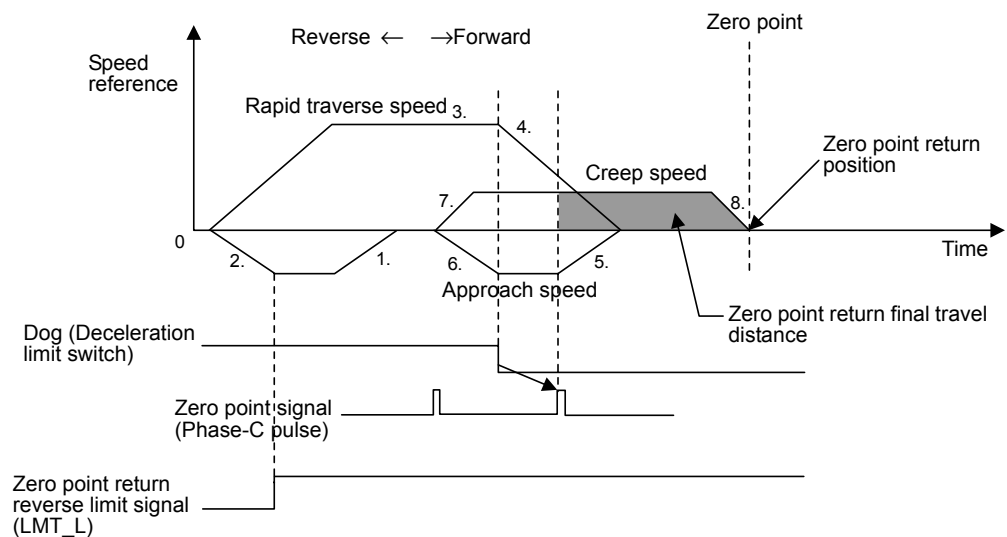 Zero point
Reverse ← →Forward
Speed
reference
Rapid traverse speed
3.
4.
Zero point return
position
Creep speed
7.
8.
0
Time
2.
1.
6.
5.
Approach speed
Zero point return final travel
distance
Dog (Deceleration
limit switch)
Zero point signal
(Phase-C pulse)
Zero point return
reverse limit signal
(LMT_L)